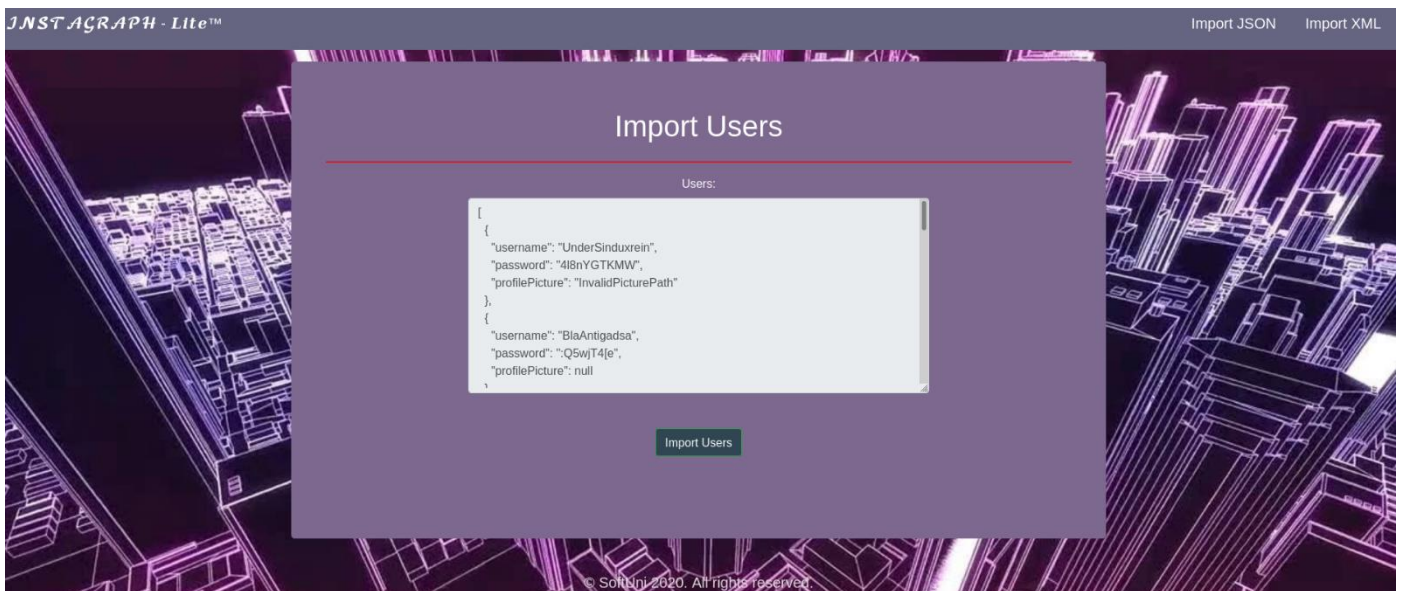 INSTAGRAPH - Lite™
Import JSON Import XML
Import Users
Users:
[
{
"username": "UnderSinduxrein",
"password": "4l8nYGTKMW",
"profilePicture": "InvalidPicturePath"
},
{
"username": "BlaAntigadsa",
"password": ":Q5wjT4[e",
"profilePicture": null
}
Import Users
© SoftUni 2020. All rights reserved.